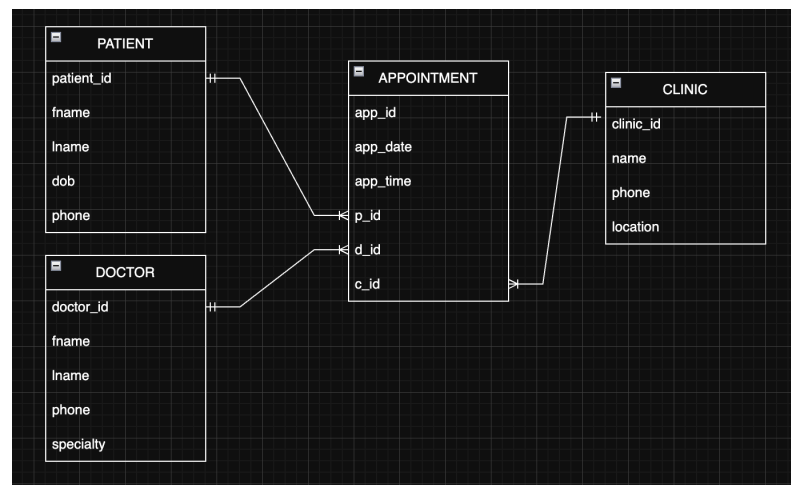 PATIENT
patient_id
fname
lname
dob
phone
DOCTOR
doctor_id
fname
lname
phone
specialty
APPOINTMENT
app_id
app_date
app_time
p_id
d_id
c_id
CLINIC
clinic_id
name
phone
location